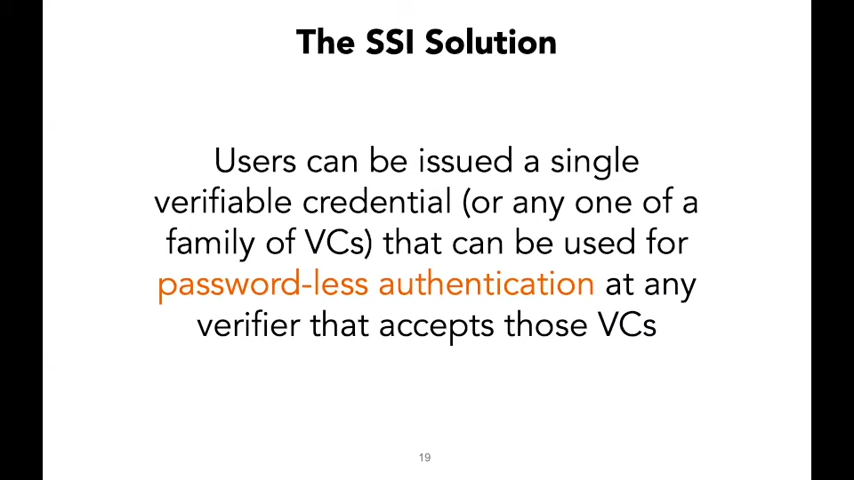 The SSI Solution
Users can be issued a single
verifiable credential (or any one of a
family of VCs) that can be used for
password-less authentication at any
verifier that accepts those VCs
19